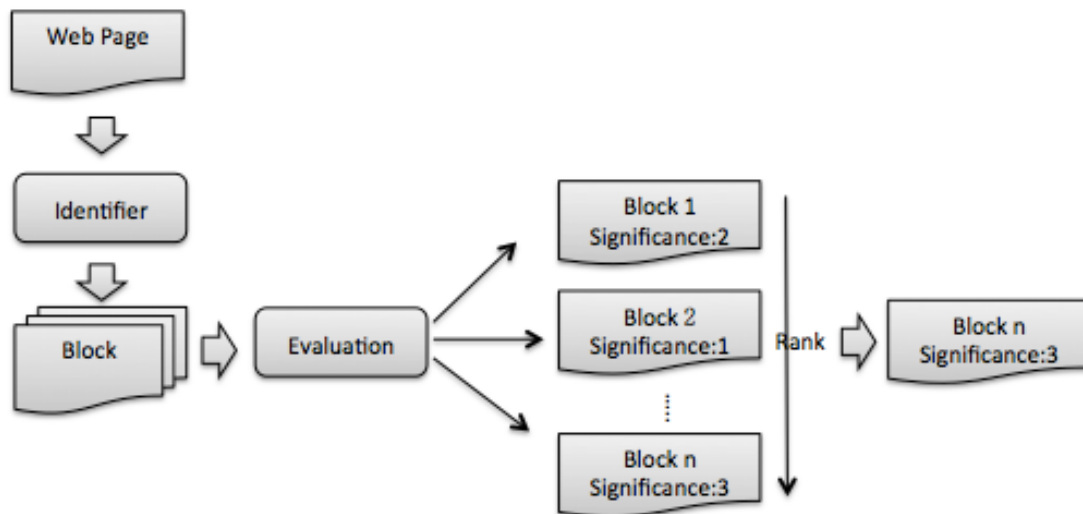 Web Page
Identifier
Block
Evaluation
Block 1
Significance:2
Block 2
Significance:1
Block n
Significance:3
Rank
Block n
Significance:3